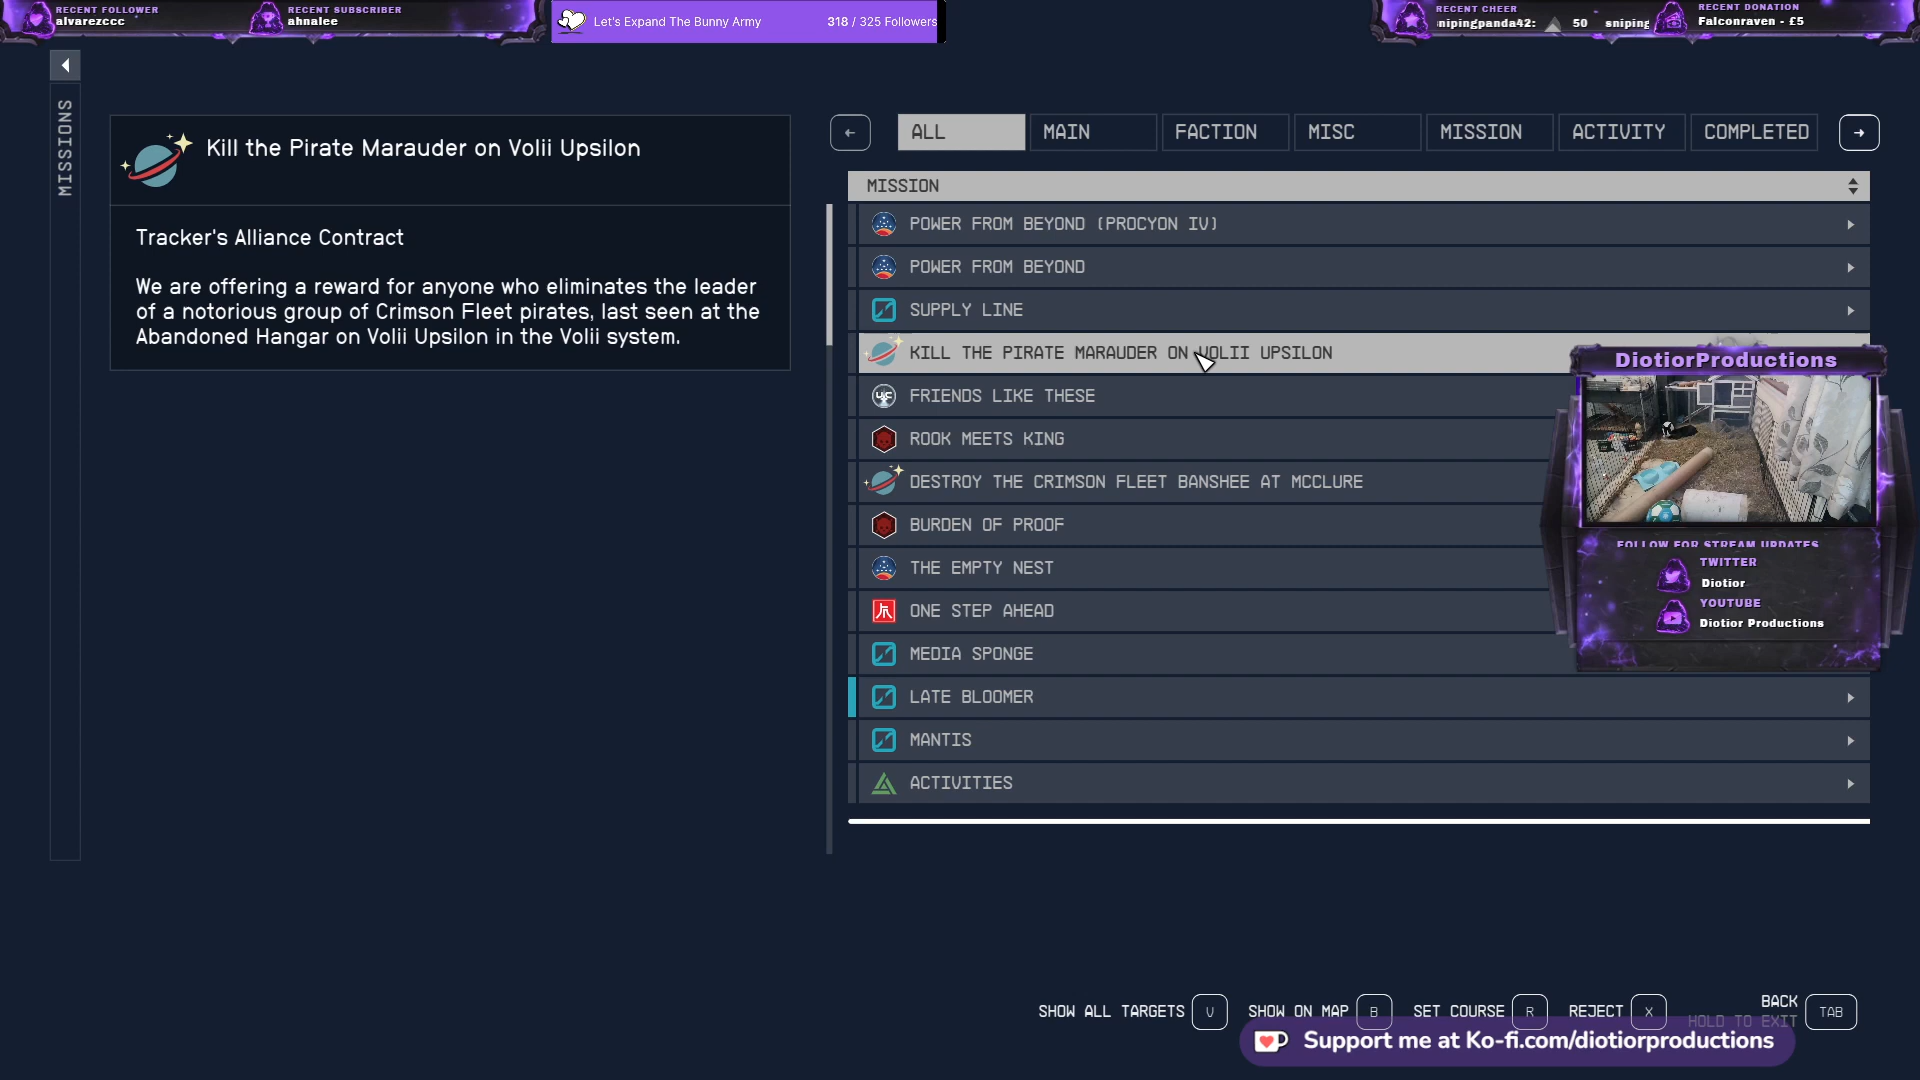 RECENT FOLLOWER
alvarezccc
RECENT SUBSCRIBER
ahnalee
Let's Expand The Bunny Army
318 / 325 Followers
RECENT CHEER
nipingpanda42:
50
sniping
RECENT DONATION
Falconraven - £5
MISSIONS
Kill the Pirate Marauder on Volii Upsilon
Tracker's Alliance Contract
We are offering a reward for anyone who eliminates the leader
of a notorious group of Crimson Fleet pirates, last seen at the
Abandoned Hangar on Volii Upsilon in the Volii system.
ALL
MAIN
FACTION
MISC
MISSION
ACTIVITY
COMPLETED
MISSION
POWER FROM BEYOND (PROCYON IV)
POWER FROM BEYOND
SUPPLY LINE
KILL THE PIRATE MARAUDER ON VOLII UPSILON
FRIENDS LIKE THESE
ROOK MEETS KING
DESTROY THE CRIMSON FLEET BANSHEE AT MCCLURE
BURDEN OF PROOF
THE EMPTY NEST
ONE STEP AHEAD
MEDIA SPONGE
LATE BLOOMER
MANTIS
ACTIVITIES
DiotiorProductions
FOLLOW FOR STREAM UPDATES
TWITTER
Diotior
YOUTUBE
Diotior Productions
SHOW ALL TARGETS V
SHOW ON MAP B
SET COURSE R
REJECT X
BACK
HOLD TO EXIT
TAB
Support me at Ko-fi.com/diotiorproductions